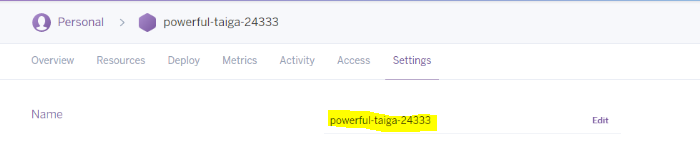 Personal > powerful-taiga-24333
Overview Resources Deploy Metrics Activity Access Settings
Name powerful-taiga-24333 Edit